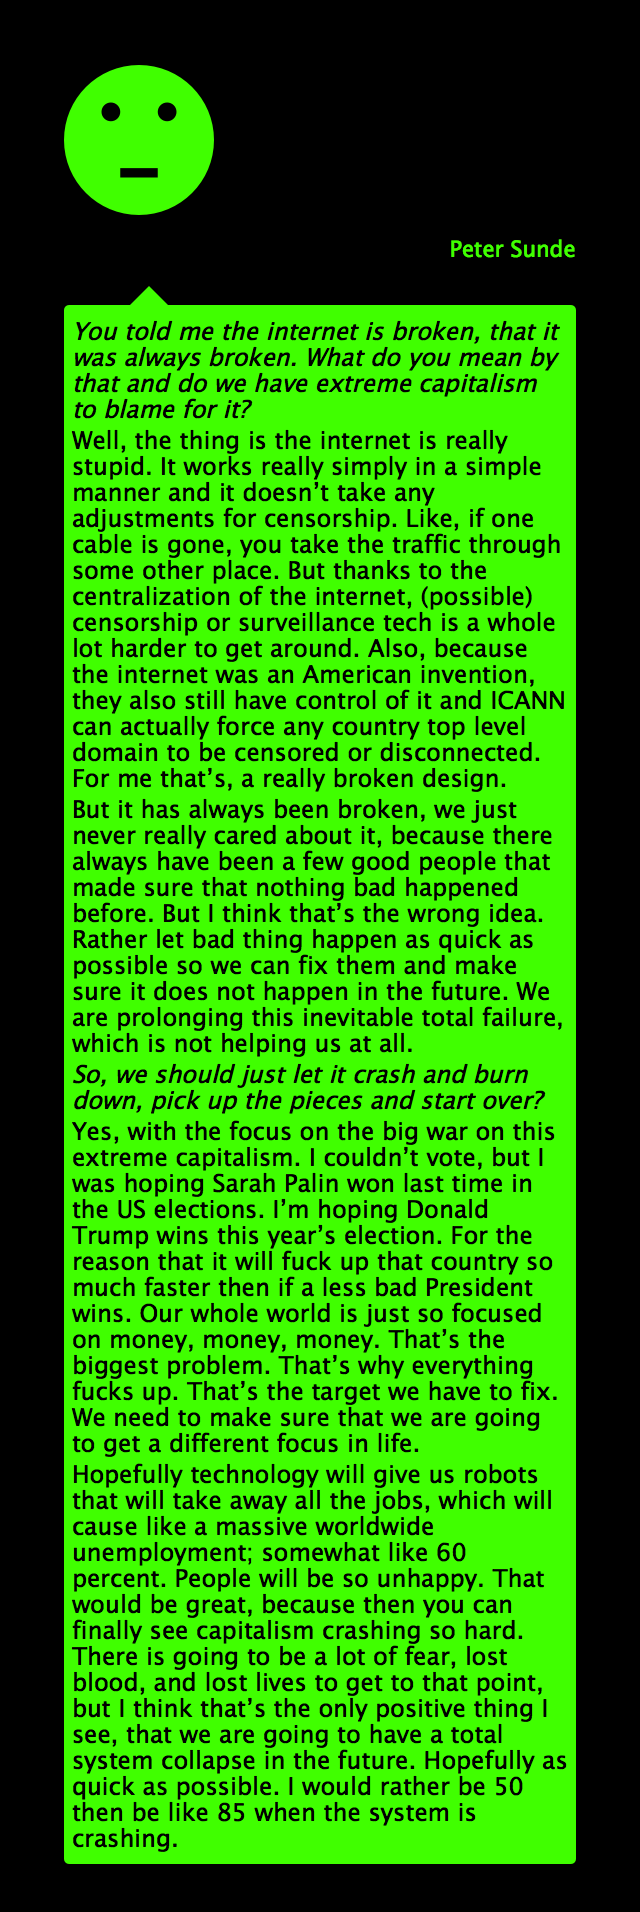 Peter Sunde
You told me the internet is broken, that it
was always broken. What do you mean by
that and do we have extreme capitalism
to blame for it?
Well, the thing is the internet is really
stupid. It works really simply in a simple
manner and it doesn’t take any
adjustments for censorship. Like, if one
cable is gone, you take the traffic through
some other place. But thanks to the
centralization of the internet, (possible)
censorship or surveillance tech is a whole
lot harder to get around. Also, because
the internet was an American invention,
they also still have control of it and ICANN
can actually force any country top level
domain to be censored or disconnected.
For me that’s, a really broken design.
But it has always been broken, we just
never really cared about it, because there
always have been a few good people that
made sure that nothing bad happened
before. But I think that’s the wrong idea.
Rather let bad thing happen as quick as
possible so we can fix them and make
sure it does not happen in the future. We
are prolonging this inevitable total failure,
which is not helping us at all.
So, we should just let it crash and burn
down, pick up the pieces and start over?
Yes, with the focus on the big war on this
extreme capitalism. I couldn’t vote, but I
was hoping Sarah Palin won last time in
the US elections. I’m hoping Donald
Trump wins this year’s election. For the
reason that it will fuck up that country so
much faster then if a less bad President
wins. Our whole world is just so focused
on money, money, money. That’s the
biggest problem. That’s why everything
fucks up. That’s the target we have to fix.
We need to make sure that we are going
to get a different focus in life.
Hopefully technology will give us robots
that will take away all the jobs, which will
cause like a massive worldwide
unemployment; somewhat like 60
percent. People will be so unhappy. That
would be great, because then you can
finally see capitalism crashing so hard.
There is going to be a lot of fear, lost
blood, and lost lives to get to that point,
but I think that’s the only positive thing I
see, that we are going to have a total
system collapse in the future. Hopefully as
quick as possible. I would rather be 50
then be like 85 when the system is
crashing.